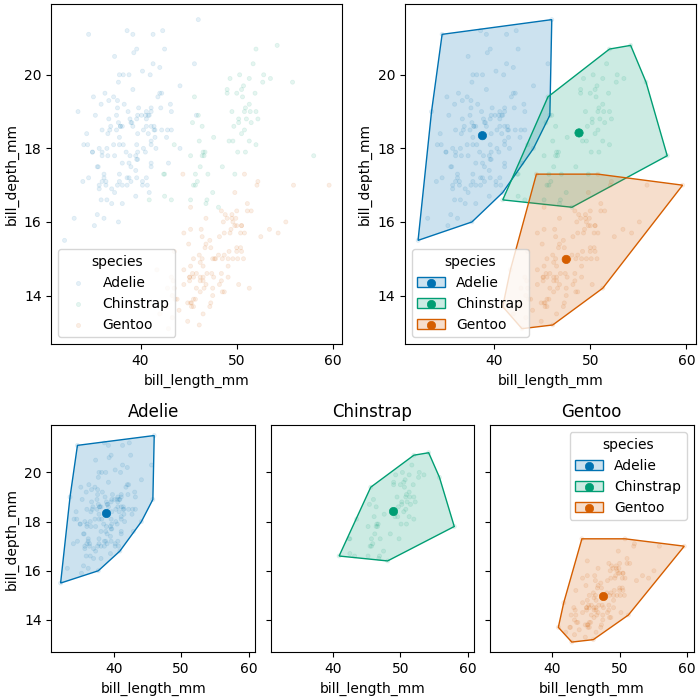 20
18
16
14
bill_depth_mm
species
Adelie
Chinstrap
Gentoo
40 50 60
bill_length_mm
20
18
16
14
bill_depth_mm
species
Adelie
Chinstrap
Gentoo
40 50 60
bill_length_mm
Adelie
20
18
16
14
bill_depth_mm
40 60
bill_length_mm
Chinstrap
40 50 60
bill_length_mm
Gentoo
species
Adelie
Chinstrap
Gentoo
40 50 60
bill_length_mm